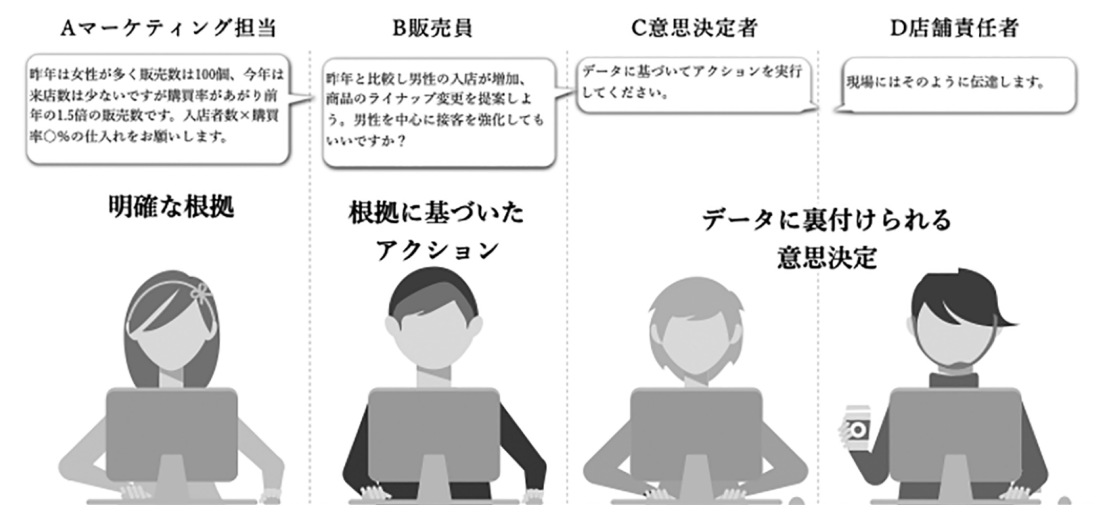 Aマーケティング担当
昨年は女性が多く販売数は100個、今年は
来店数は少ないですが購買率があがり前
年の1.5倍の販売数です。入店者数×購買
率○%の仕入れをお願いします。
明確な根拠
B販売員
昨年と比較し男性の入店が増加、
商品のライナップ変更を提案しよ
う。男性を中心に接客を強化しても
いいですか？
根拠に基づいた
アクション
C意思決定者
データに基づいてアクションを実行
してください。
D店舗責任者
現場にはそのように伝達します。
データに裏付けられる
意思決定